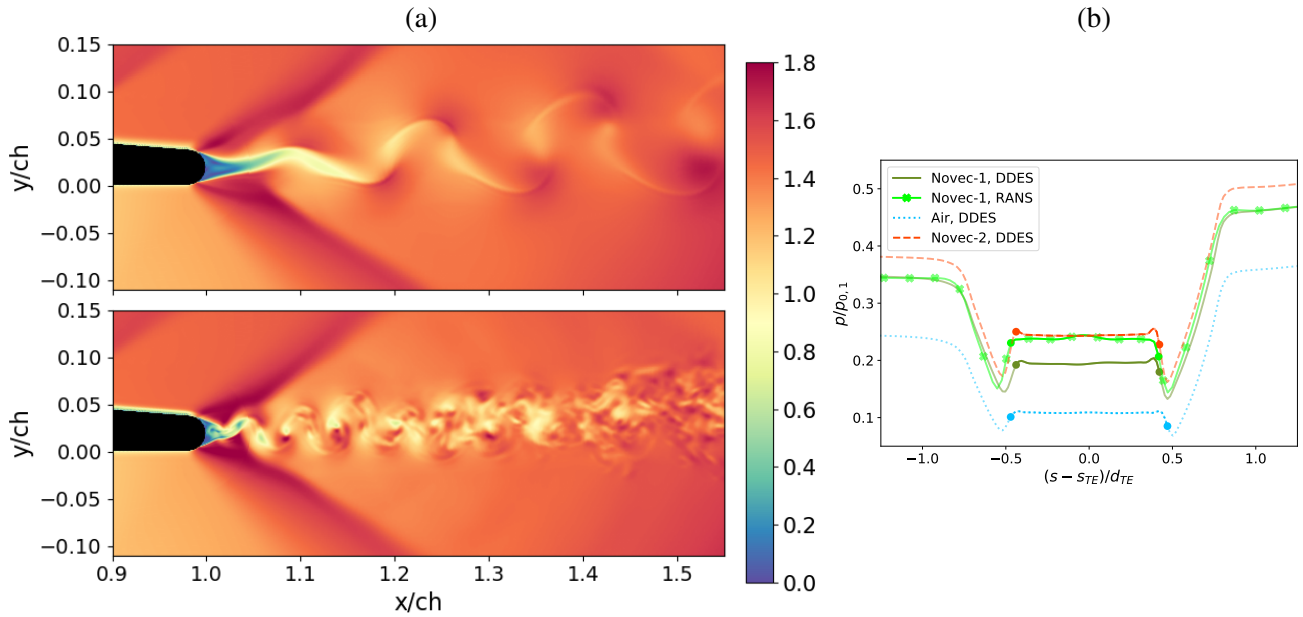 (a)
(b)
0.15
0.10
0.05
0.00
−0.05
−0.10
y/ch
0.15
0.10
0.05
0.00
−0.05
−0.10
y/ch
0.9 1.0 1.1 1.2 1.3 1.4 1.5
x/ch
1.8
1.6
1.4
1.2
1.0
0.8
0.6
0.4
0.2
0.0
Novec-1, DDES
Novec-1, RANS
Air, DDES
Novec-2, DDES
0.5
0.4
0.3
0.2
0.1
p/p0,1
−1.0 −0.5 0.0 0.5 1.0
(s − sTE)/dTE